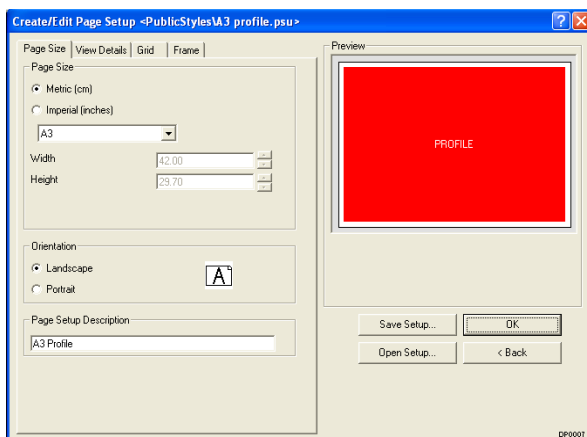 Create/Edit Page Setup <PublicStyles\A3 profile.psu>
Page Size View Details Grid Frame
Page Size
Metric (cm)
Imperial (inches)
A3
Width 42.00
Height 29.70
Orientation
Landscape
A
Portrait
Page Setup Description
A3 Profile
Preview
PROFILE
Save Setup... OK
Open Setup... < Back
DP0001